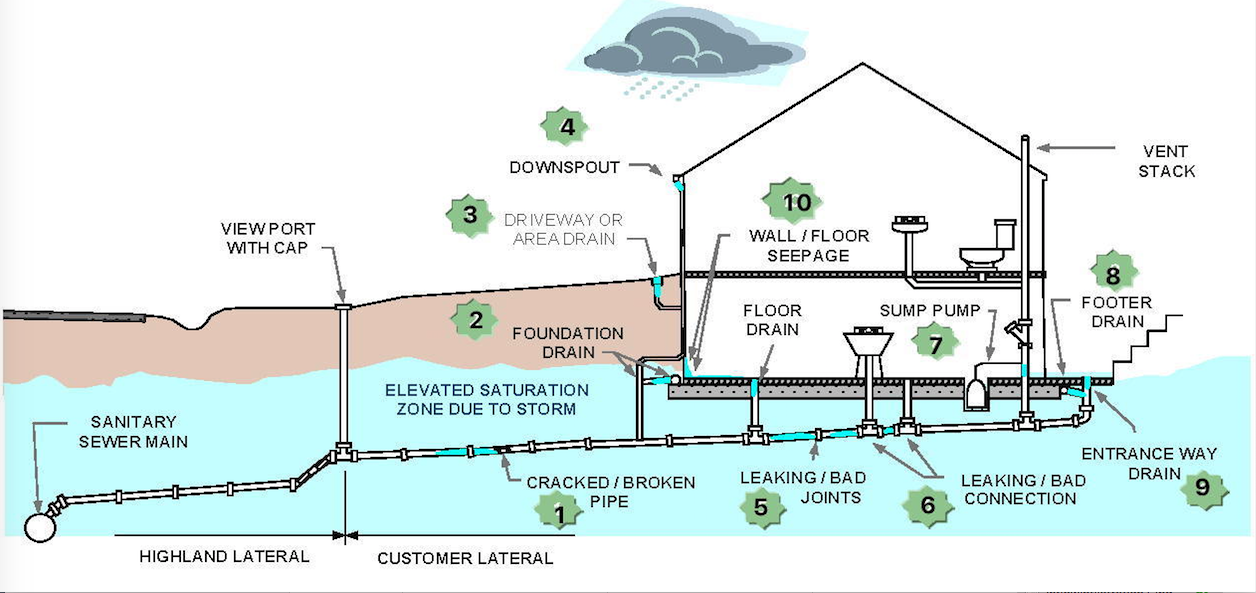 4
DOWNSPOUT
VENT
STACK
10
3
DRIVEWAY OR
AREA DRAIN
VIEW PORT
WITH CAP
WALL / FLOOR
SEEPAGE
8
FOOTER
DRAIN
2
FOUNDATION
DRAIN
FLOOR
DRAIN
SUMP PUMP
7
ELEVATED SATURATION
ZONE DUE TO STORM
SANITARY
SEWER MAIN
CRACKED / BROKEN
PIPE
1
LEAKING / BAD
JOINTS
5
LEAKING / BAD
CONNECTION
6
ENTRANCE WAY
DRAIN
9
HIGHLAND LATERAL
CUSTOMER LATERAL